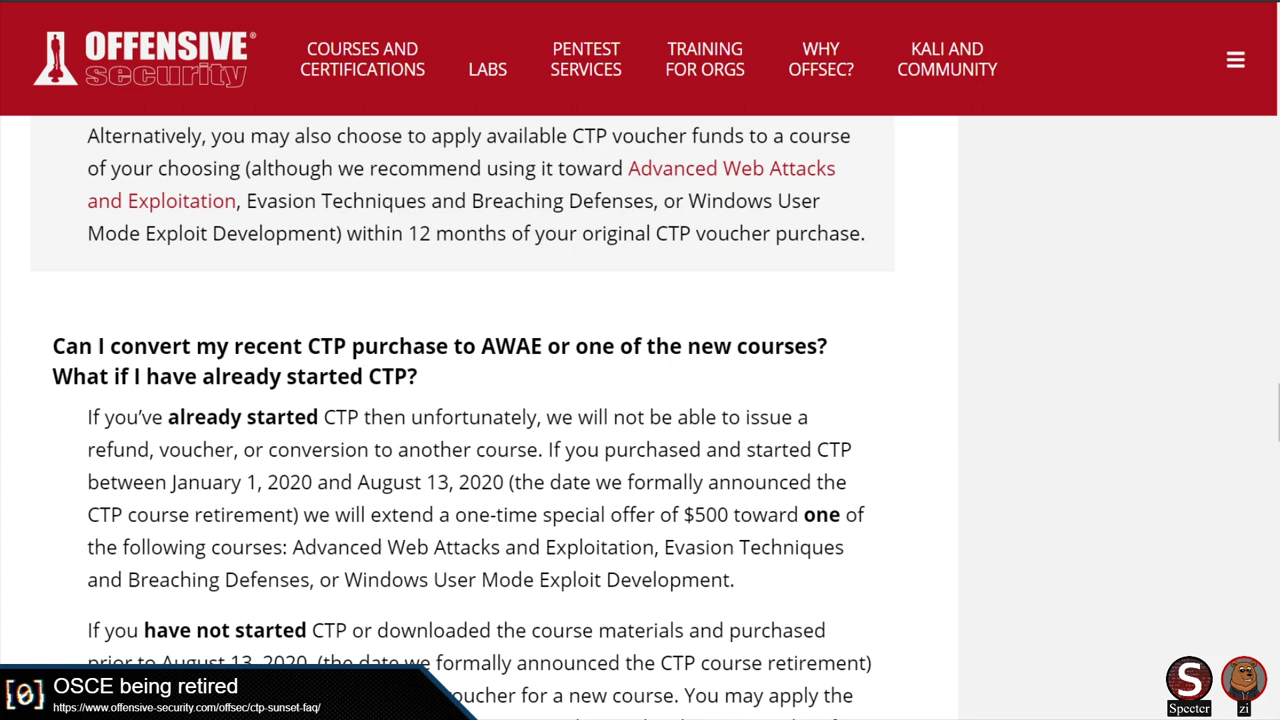 OFFENSIVE®
security
COURSES AND
CERTIFICATIONS
LABS
PENTEST
SERVICES
TRAINING
FOR ORGS
WHY
OFFSEC?
KALI AND
COMMUNITY
Alternatively, you may also choose to apply available CTP voucher funds to a course
of your choosing (although we recommend using it toward Advanced Web Attacks
and Exploitation, Evasion Techniques and Breaching Defenses, or Windows User
Mode Exploit Development) within 12 months of your original CTP voucher purchase.
Can I convert my recent CTP purchase to AWAE or one of the new courses?
What if I have already started CTP?
If you’ve already started CTP then unfortunately, we will not be able to issue a
refund, voucher, or conversion to another course. If you purchased and started CTP
between January 1, 2020 and August 13, 2020 (the date we formally announced the
CTP course retirement) we will extend a one-time special offer of $500 toward one of
the following courses: Advanced Web Attacks and Exploitation, Evasion Techniques
and Breaching Defenses, or Windows User Mode Exploit Development.
If you have not started CTP or downloaded the course materials and purchased
prior to August 13, 2020, (the date we formally announced the CTP course retirement)
oucher for a new course. You may apply the
[0]
OSCE being retired
https://www.offensive-security.com/offsec/ctp-sunset-faq/
S
Specter
zi